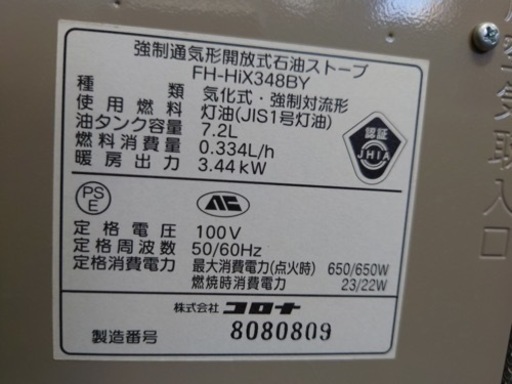 強制通気形開放式石油ストーブ
FH-HiX348BY
種類 気化式・強制対流形
使用燃料 灯油(JIS1号灯油)
油タンク容量 7.2L
燃料消費量 0.334L/h
暖房出力 3.44kW
認証
JHIA
PS
E
定格電圧 100V
定格周波数 50/60Hz
定格消費電力 最大消費電力(点火時) 650/650W
燃焼時消費電力 23/22W
株式会社 コロナ
製造番号 8080809
空気取入口